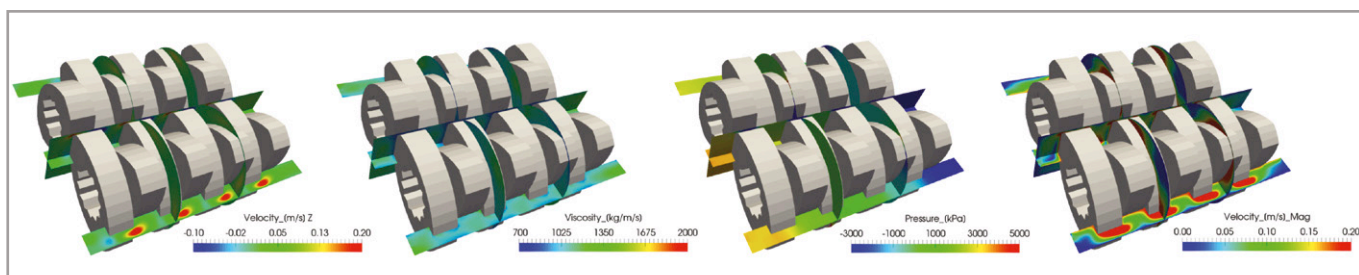 Velocity_(m/s) Z
-0.10 -0.02 0.05 0.13 0.20
Viscosity_(kg/m/s)
700 1025 1350 1675 2000
Pressure_(kPa)
-3000 -1000 1000 3000 5000
Velocity_(m/s)_Mag
0.00 0.05 0.10 0.15 0.20